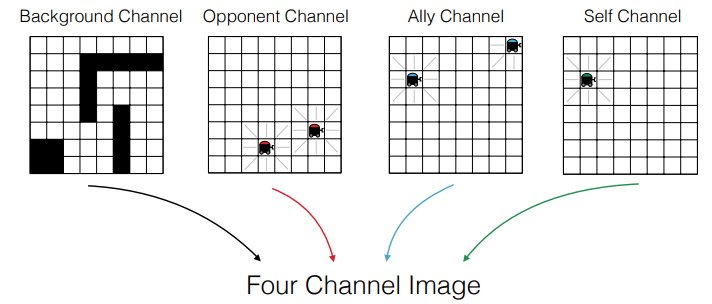 Background Channel
Opponent Channel
Ally Channel
Self Channel
Four Channel Image